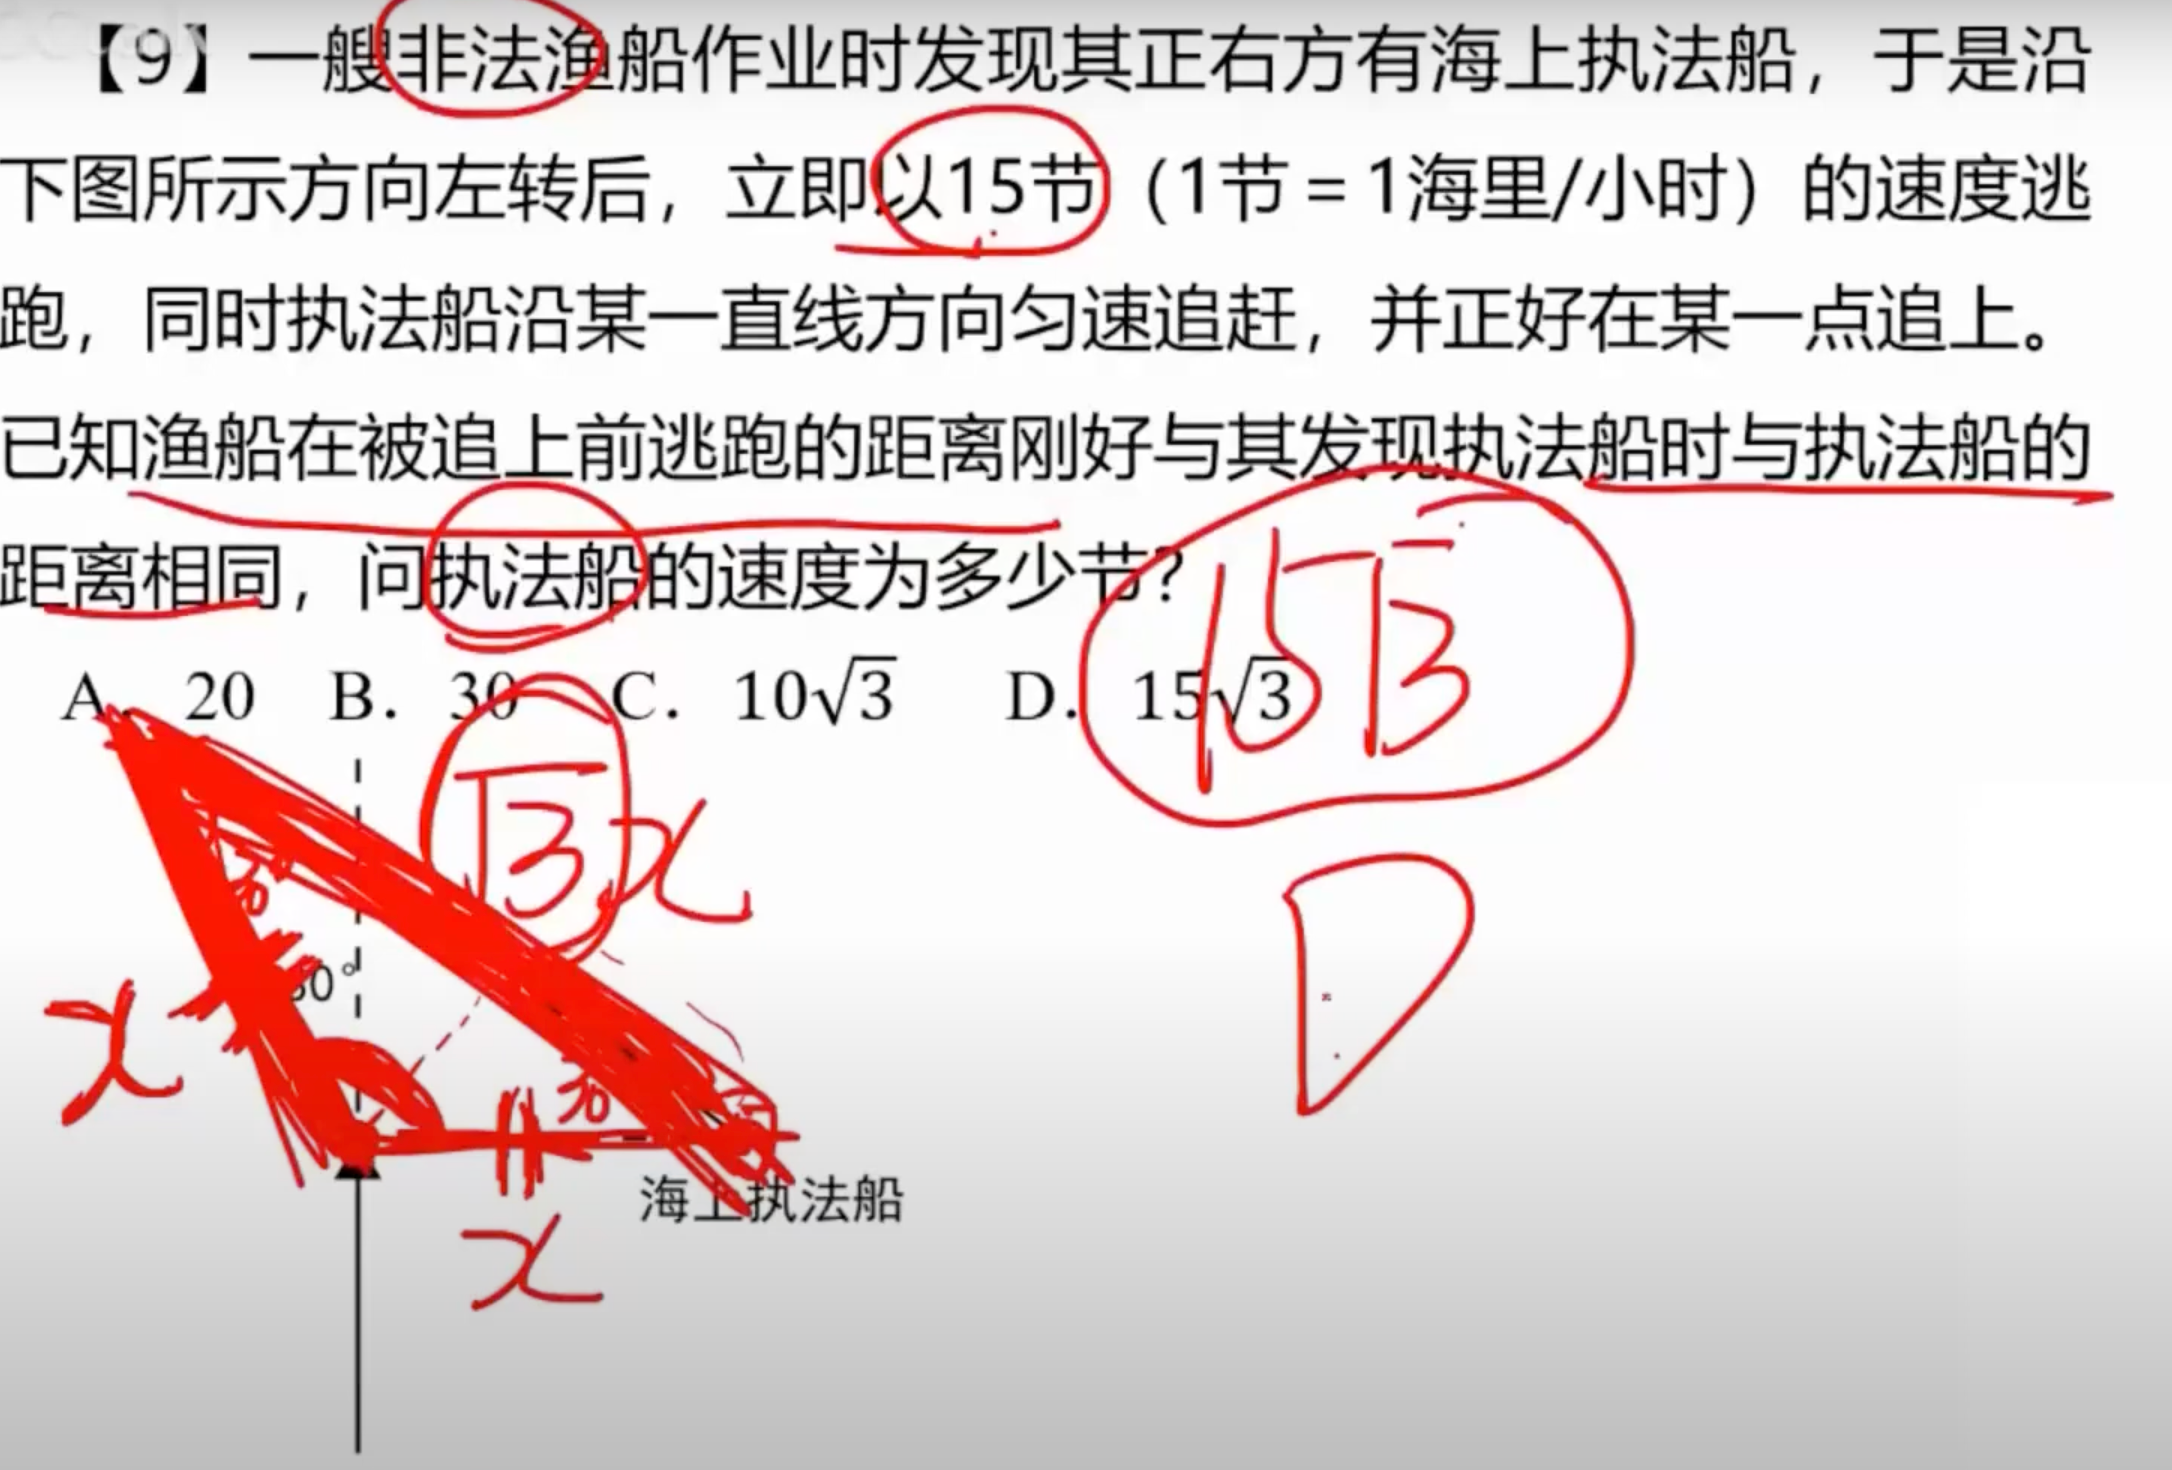 【9】一艘非法渔船作业时发现其正右方有海上执法船，于是沿
下图所示方向左转后，立即以15节（1节＝1海里/小时）的速度逃
跑，同时执法船沿某一直线方向匀速追赶，并正好在某一点追上。
已知渔船在被追上前逃跑的距离刚好与其发现执法船时与执法船的
距离相同，问执法船的速度为多少节？
15√3
A. 20 B. 30 C. 10√3 D. 15√3
√3x
D
30
0°
x
30
海上执法船
x